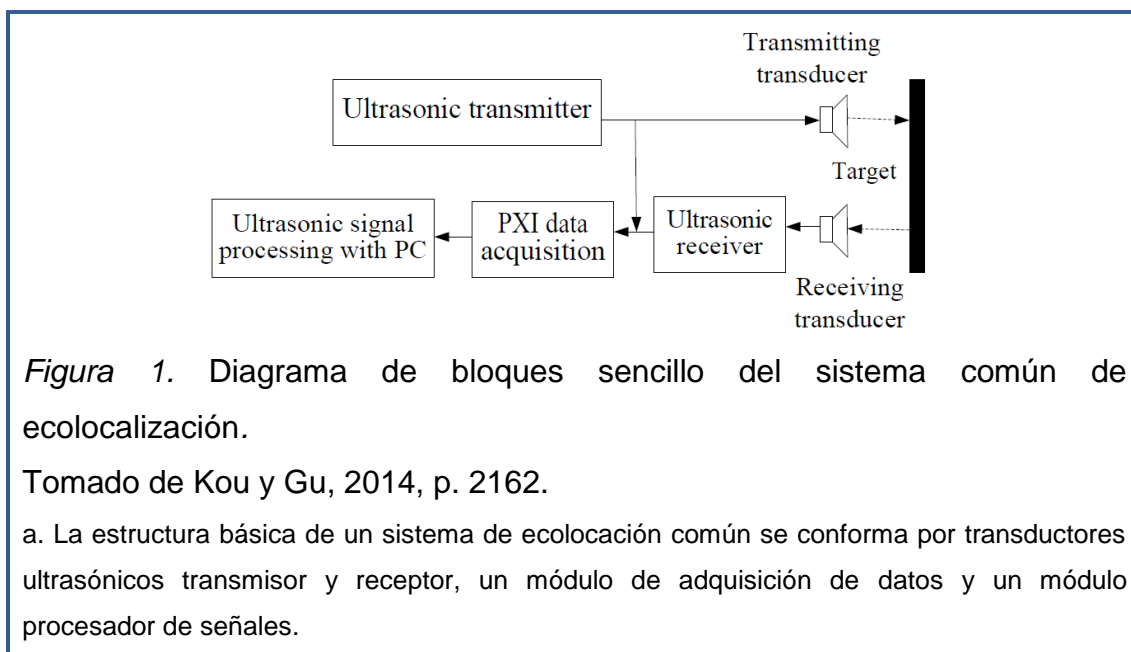 Transmitting
transducer
Ultrasonic transmitter
Target
Ultrasonic signal
processing with PC
PXI data
acquisition
Ultrasonic
receiver
Receiving
transducer
Figura 1. Diagrama de bloques sencillo del sistema común de
ecolocalización.
Tomado de Kou y Gu, 2014, p. 2162.
a. La estructura básica de un sistema de ecolocación común se conforma por transductores
ultrasónicos transmisor y receptor, un módulo de adquisición de datos y un módulo
procesador de señales.